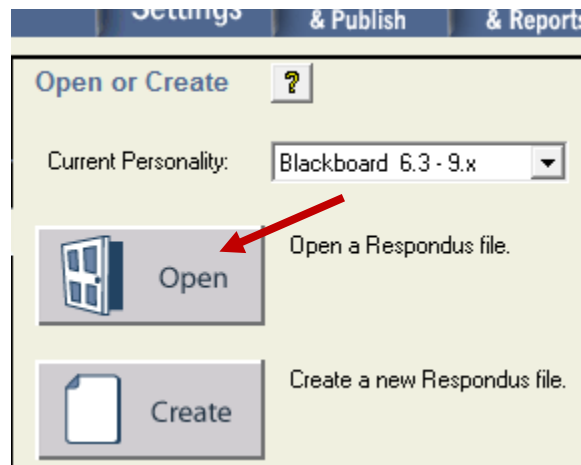 Settings
& Publish
& Reports
Open or Create
?
Current Personality:
Blackboard 6.3 - 9.x
Open
Open a Respondus file.
Create
Create a new Respondus file.